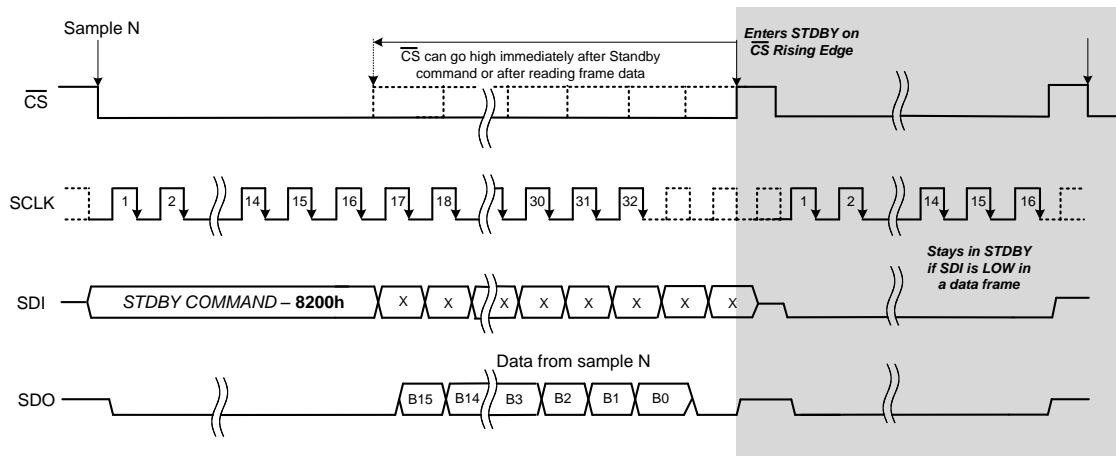 Sample N
CS can go high immediately after Standby
command or after reading frame data
Enters STDBY on
CS Rising Edge
CS
SCLK
1 2 14 15 16 17 18 30 31 32 1 2 14 15 16
Stays in STDBY
if SDI is LOW in
a data frame
SDI
STDBY COMMAND – 8200h X X X X X X X X
Data from sample N
SDO
B15 B14 B3 B2 B1 B0